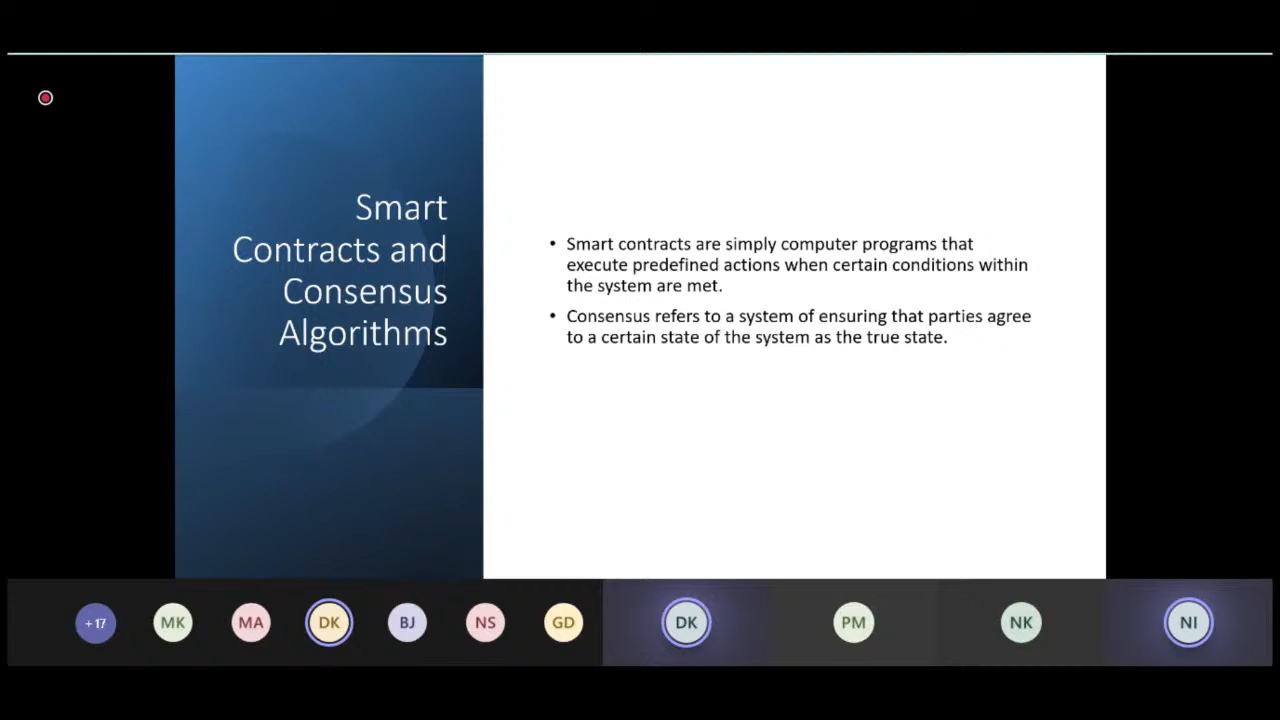 Smart
Contracts and
Consensus
Algorithms
• Smart contracts are simply computer programs that
execute predefined actions when certain conditions within
the system are met.
• Consensus refers to a system of ensuring that parties agree
to a certain state of the system as the true state.
+17 MK MA DK BJ NS GD DK PM NK NI